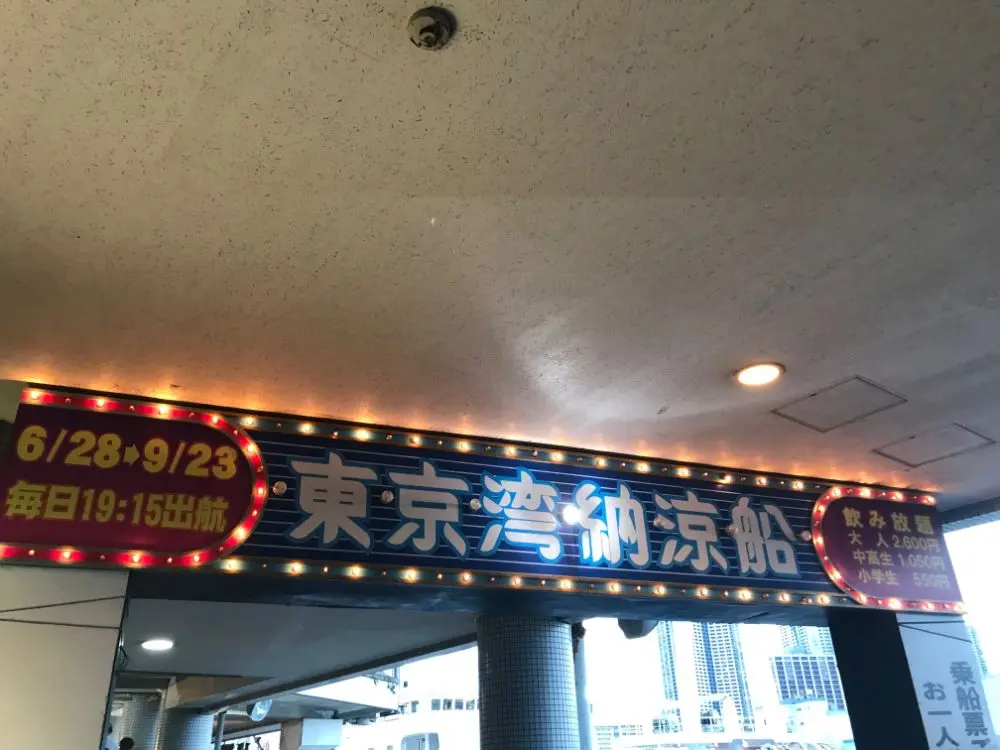 6/28➡9/23
毎日19:15出航
東京湾納涼船
飲み放題
大人2,600円
中高生1,050円
小学生 550円
乗船票
お一人